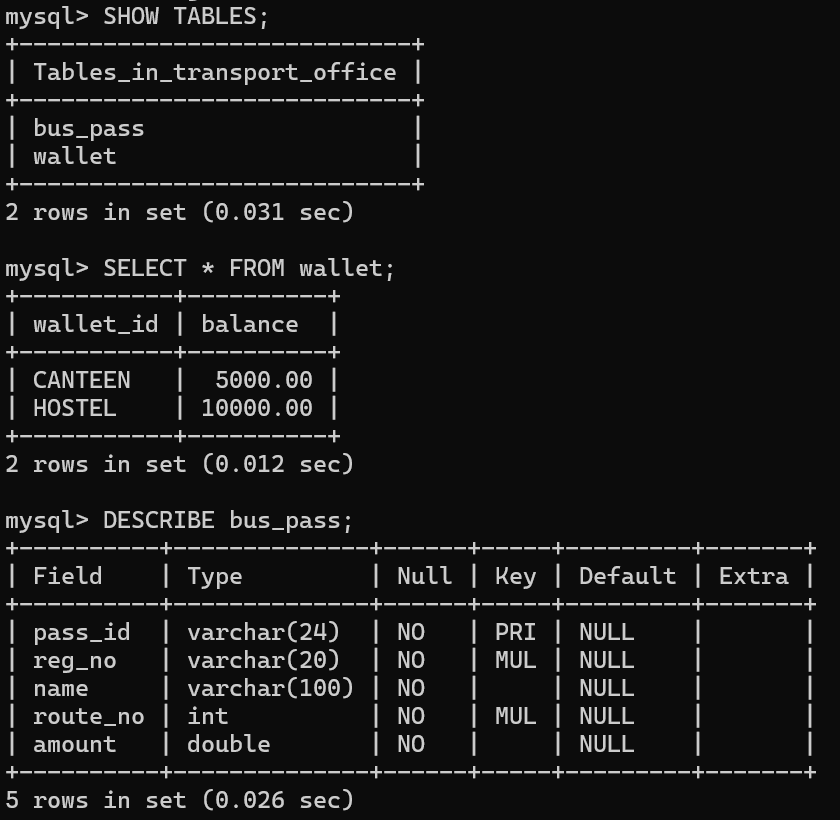 mysql> SHOW TABLES;
+----------------------------+
| Tables_in_transport_office |
+----------------------------+
| bus_pass                   |
| wallet                     |
+----------------------------+
2 rows in set (0.031 sec)

mysql> SELECT * FROM wallet;
+-----------+----------+
| wallet_id | balance  |
+-----------+----------+
| CANTEEN   |  5000.00 |
| HOSTEL    | 10000.00 |
+-----------+----------+
2 rows in set (0.012 sec)

mysql> DESCRIBE bus_pass;
+----------+--------------+------+-----+---------+-------+
| Field    | Type         | Null | Key | Default | Extra |
+----------+--------------+------+-----+---------+-------+
| pass_id  | varchar(24)  | NO   | PRI | NULL    |       |
| reg_no   | varchar(20)  | NO   | MUL | NULL    |       |
| name     | varchar(100) | NO   |     | NULL    |       |
| route_no | int          | NO   | MUL | NULL    |       |
| amount   | double       | NO   |     | NULL    |       |
+----------+--------------+------+-----+---------+-------+
5 rows in set (0.026 sec)